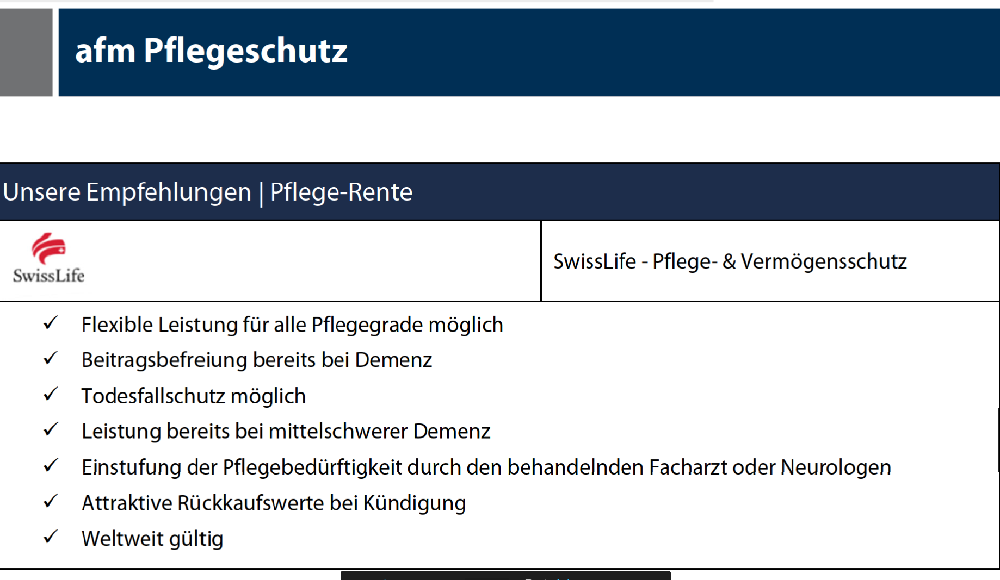 afm Pflegeschutz
Unsere Empfehlungen | Pflege-Rente
SwissLife
SwissLife - Pflege- & Vermögensschutz
✓ Flexible Leistung für alle Pflegegrade möglich
✓ Beitragsbefreiung bereits bei Demenz
✓ Todesfallschutz möglich
✓ Leistung bereits bei mittelschwerer Demenz
✓ Einstufung der Pflegebedürftigkeit durch den behandelnden Facharzt oder Neurologen
✓ Attraktive Rückkaufswerte bei Kündigung
✓ Weltweit gültig